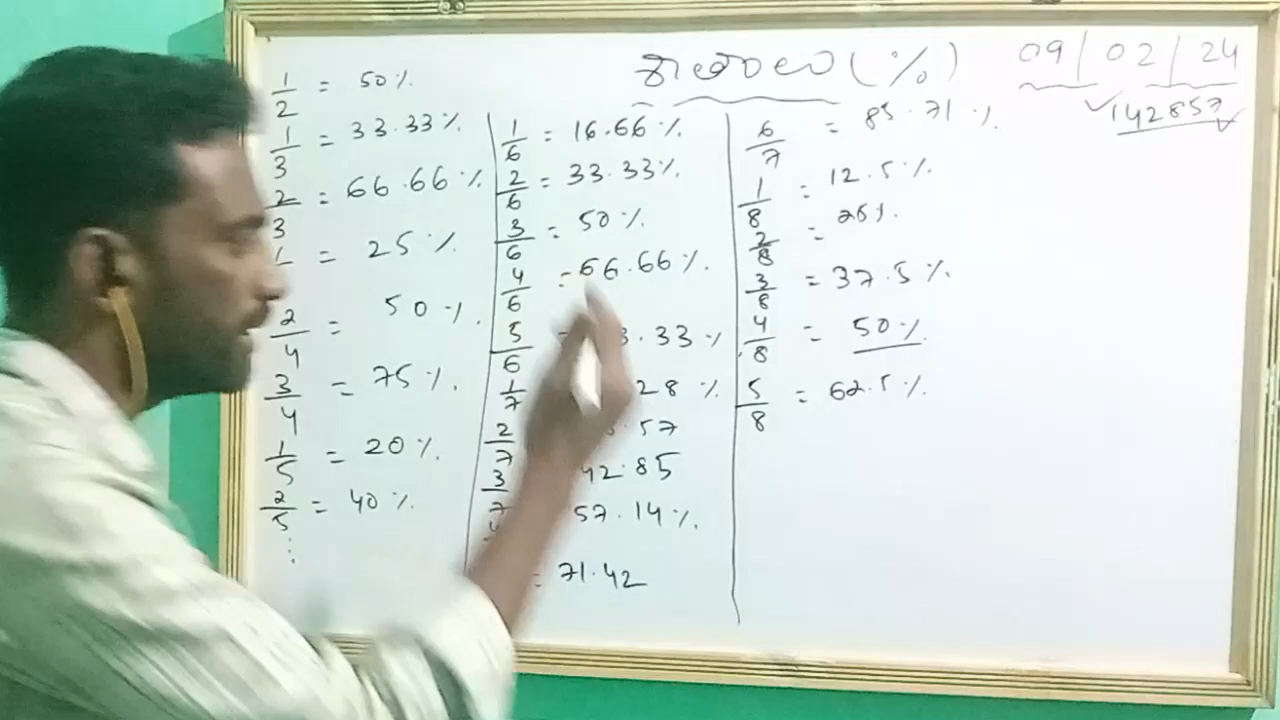 (%) 09/02/24
142857
1/2 = 50%
1/3 = 33.33%
2/3 = 66.66%
= 25%
2/4 = 50%
3/4 = 75%
1/5 = 20%
2/5 = 40%
1/6 = 16.66%
2/6 = 33.33%
3/6 = 50%
4/6 = 66.66%
5/6 = 3.33%
1/7 28%
2/7 .57
3/7 42.85
57.14%
= 71.42
6/7 = 85.71%
1/8 = 12.5%
2/8 = 25%
3/8 = 37.5%
4/8 = 50%
5/8 = 62.5%